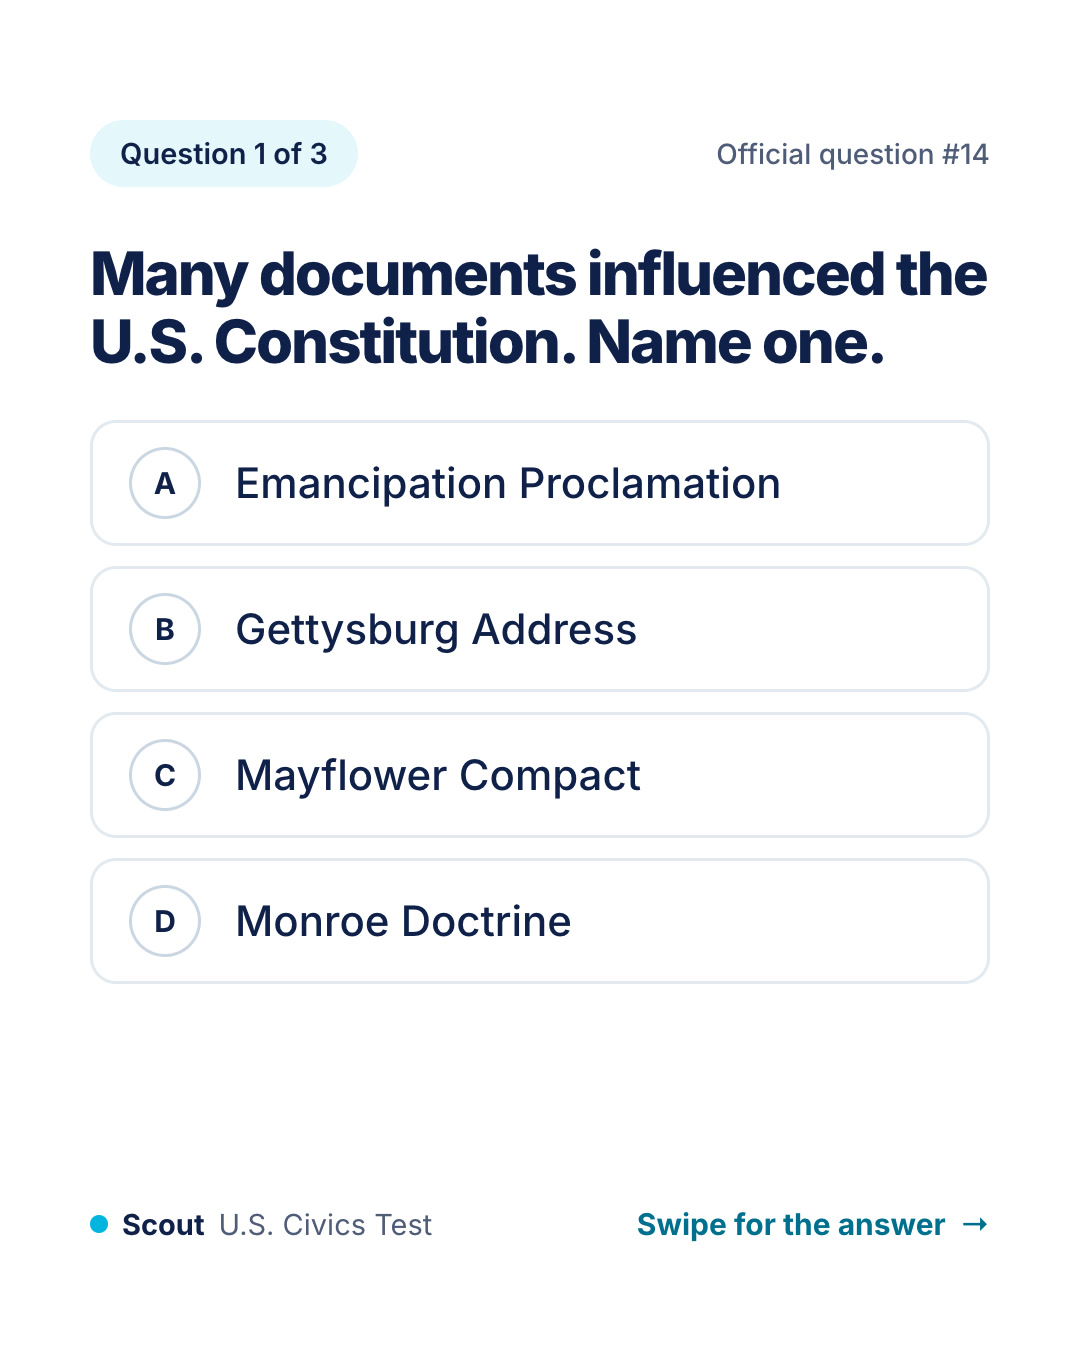 Question 1 of 3
Official question #14
Many documents influenced the
U.S. Constitution. Name one.
A Emancipation Proclamation
B Gettysburg Address
C Mayflower Compact
D Monroe Doctrine
Scout U.S. Civics Test
Swipe for the answer →